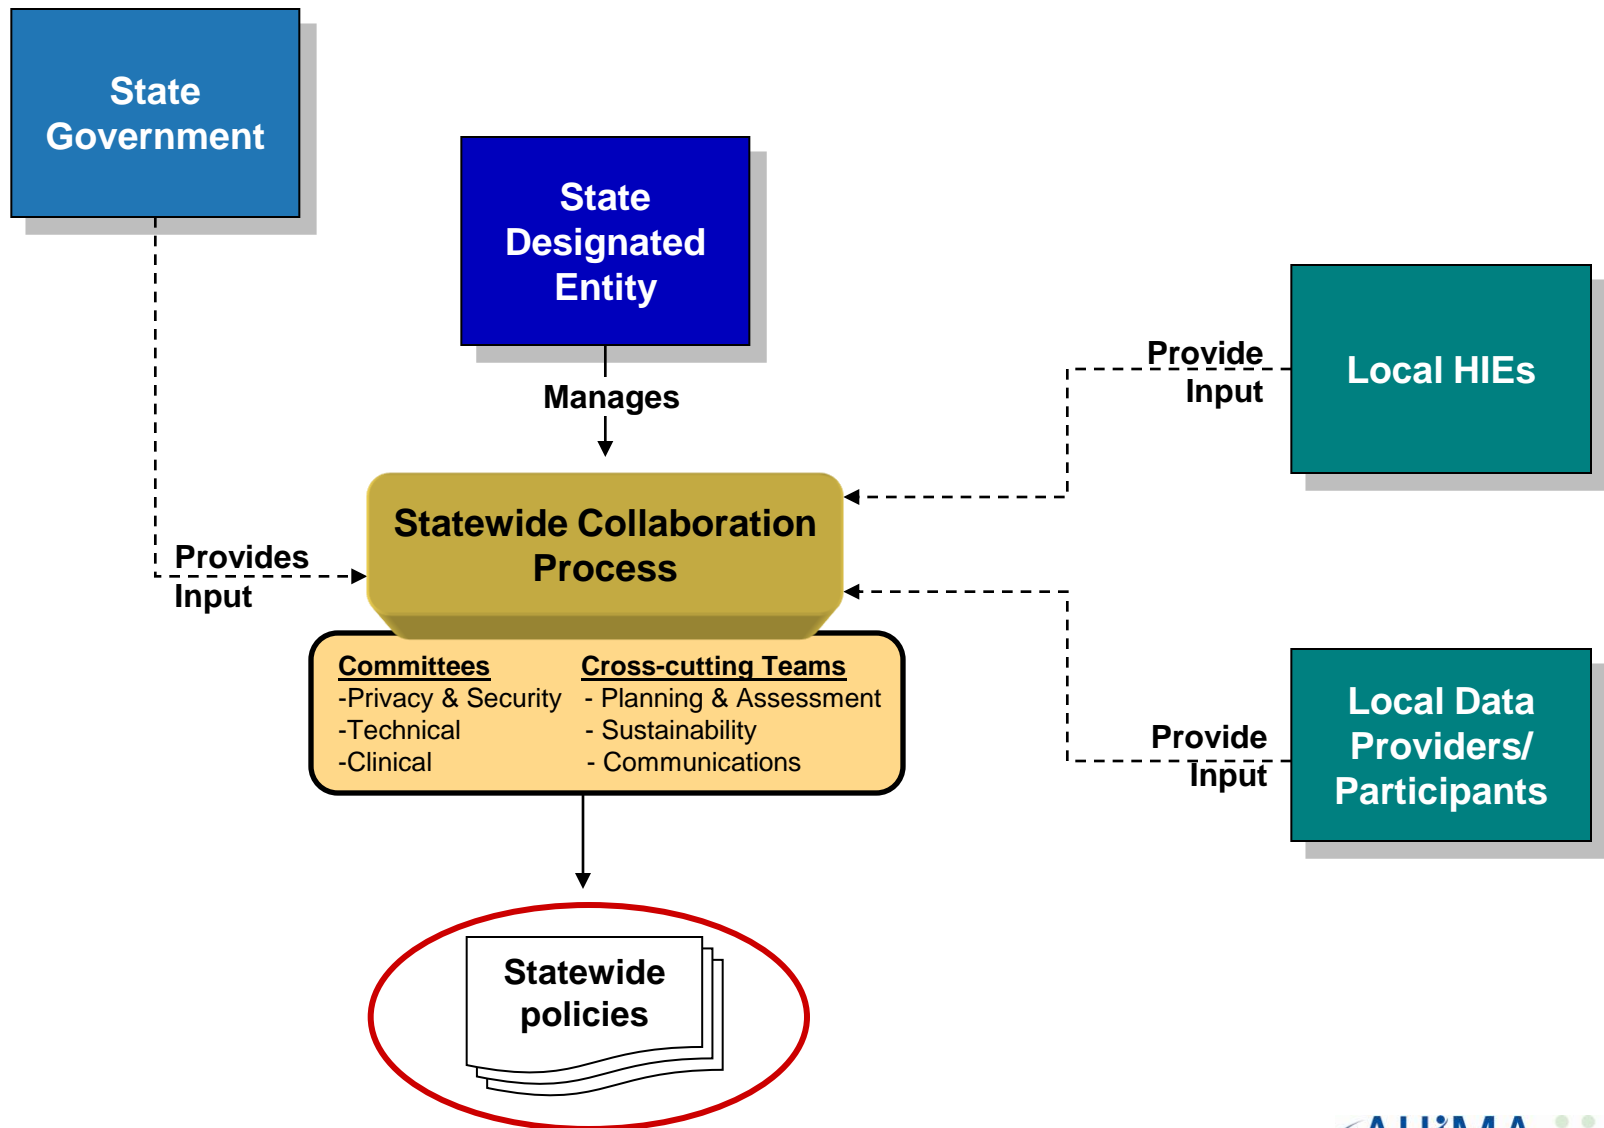 State
Government
State
Designated
Entity
Manages
Local HIEs
Provide
Input
Statewide Collaboration
Process
Provides
Input
Committees
-Privacy & Security
-Technical
-Clinical
Cross-cutting Teams
- Planning & Assessment
- Sustainability
- Communications
Local Data
Providers/
Participants
Provide
Input
Statewide
policies